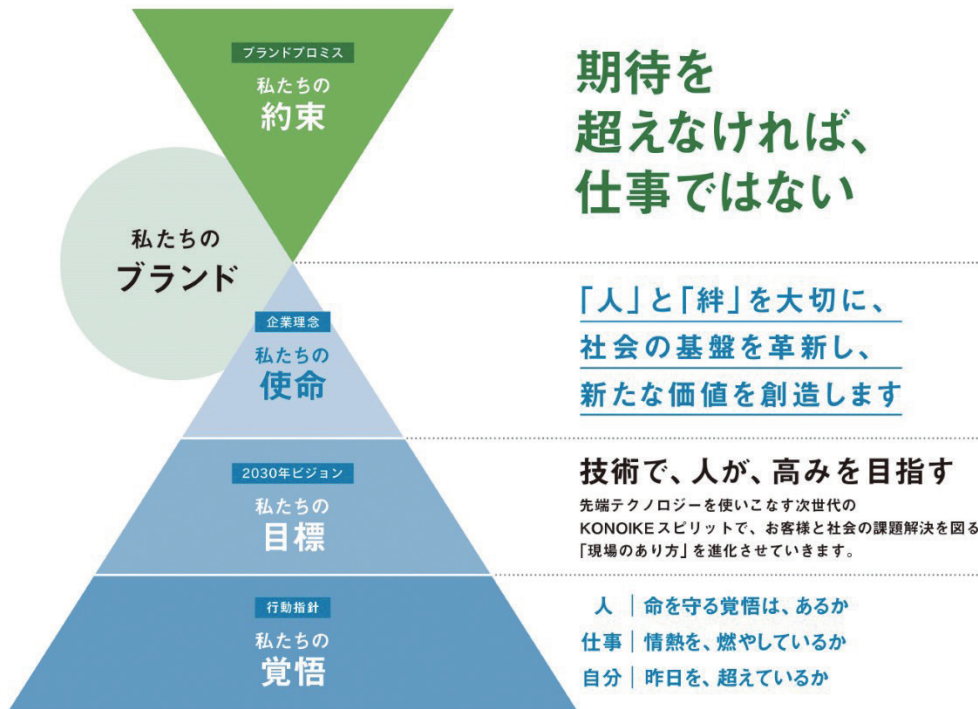 ブランドプロミス
私たちの
約束
期待を
超えなければ、
仕事ではない
私たちの
ブランド
企業理念
私たちの
使命
「人」と「絆」を大切に、
社会の基盤を革新し、
新たな価値を創造します
2030年ビジョン
私たちの
目標
技術で、人が、高みを目指す
先端テクノロジーを使いこなす次世代の
KONOIKEスピリットで、お客様と社会の課題解決を図る
「現場のあり方」を進化させていきます。
行動指針
私たちの
覚悟
人｜命を守る覚悟は、あるか
仕事｜情熱を、燃やしているか
自分｜昨日を、超えているか